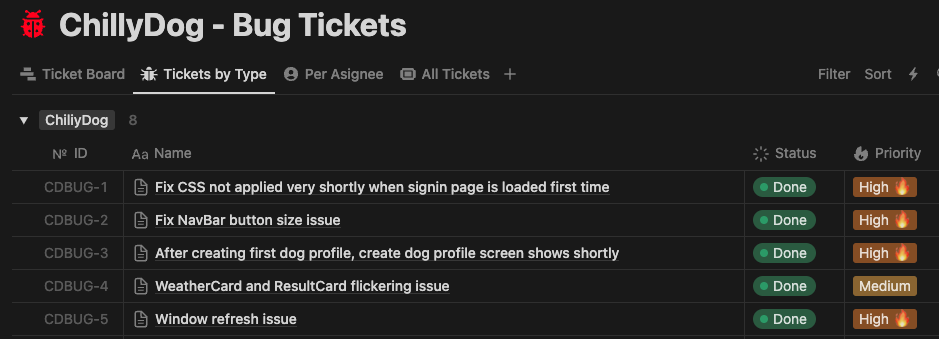 ChillyDog - Bug Tickets
Ticket Board Tickets by Type Per Asignee All Tickets + Filter Sort
ChiliyDog 8
Nº ID Aa Name Status Priority
CDBUG-1 Fix CSS not applied very shortly when signin page is loaded first time Done High 🔥
CDBUG-2 Fix NavBar button size issue Done High 🔥
CDBUG-3 After creating first dog profile, create dog profile screen shows shortly Done High 🔥
CDBUG-4 WeatherCard and ResultCard flickering issue Done Medium
CDBUG-5 Window refresh issue Done High 🔥